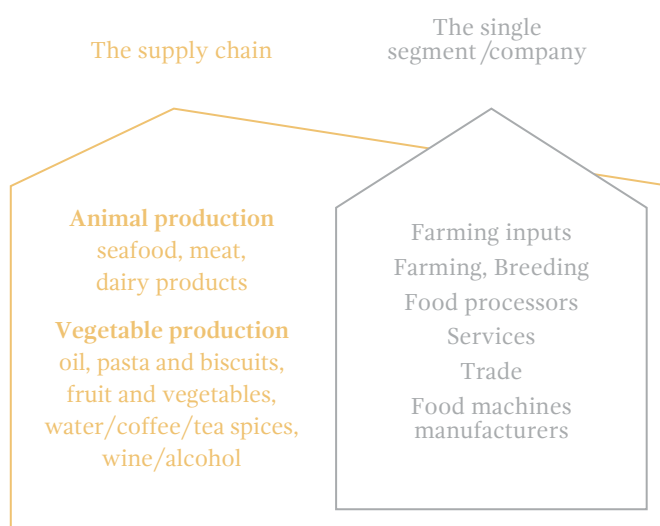 The supply chain
The single
segment/company
Animal production
seafood, meat,
dairy products
Vegetable production
oil, pasta and biscuits,
fruit and vegetables,
water/coffee/tea spices,
wine/alcohol
Farming inputs
Farming, Breeding
Food processors
Services
Trade
Food machines
manufacturers